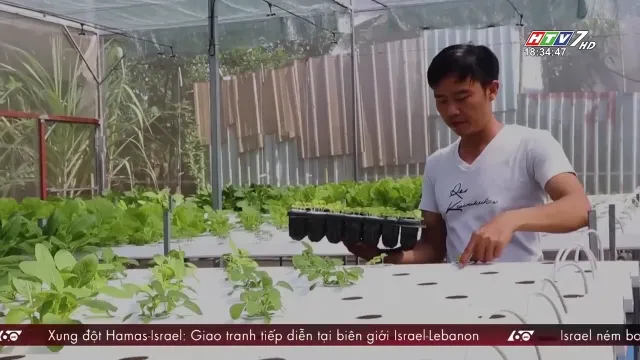 HTV7 HD
18:34:47
Xung đột Hamas-Israel: Giao tranh tiếp diễn tại biên giới Israel-Lebanon
60
Israel ném